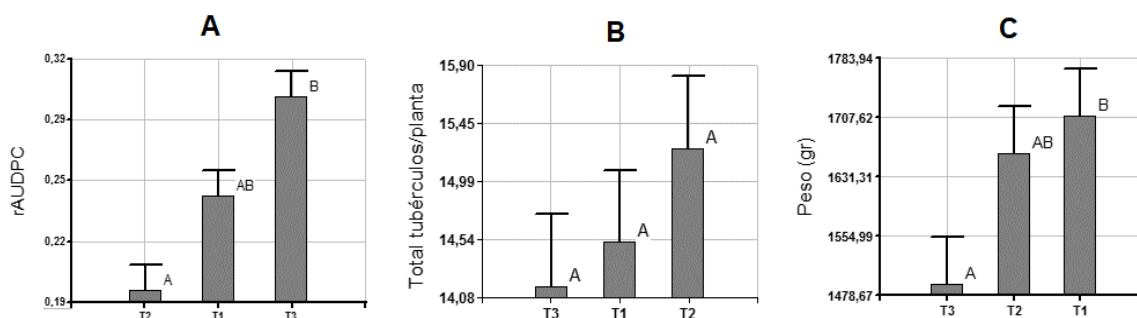 A
rAUDPC
0,32
0,29
0,25
0,22
0,19
A
AB
B
T2
T1
T3
B
Total tubérculos/planta
15,90
15,45
14,99
14,54
14,08
A
A
A
T3
T1
T2
C
Peso (gr)
1783,94
1707,62
1631,31
1554,99
1478,67
A
AB
B
T3
T2
T1